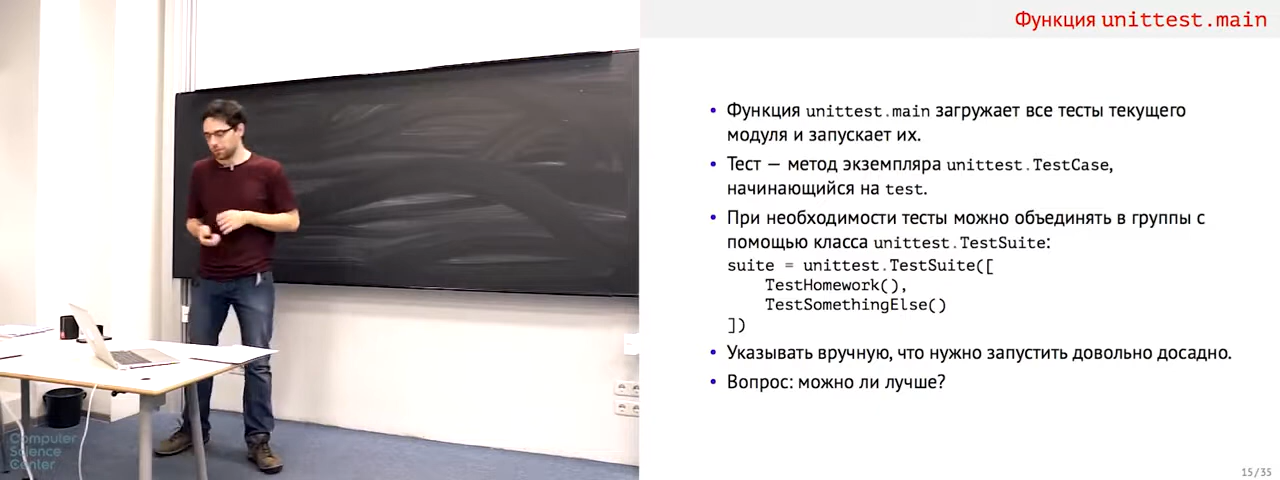 Функция unittest.main
• Функция unittest.main загружает все тесты текущего
модуля и запускает их.
• Тест — метод экземпляра unittest.TestCase,
начинающийся на test.
• При необходимости тесты можно объединять в группы с
помощью класса unittest.TestSuite:
suite = unittest.TestSuite([
    TestHomework(),
    TestSomethingElse()
])
• Указывать вручную, что нужно запустить довольно досадно.
• Вопрос: можно ли лучше?
Computer
Science
Center
15/35